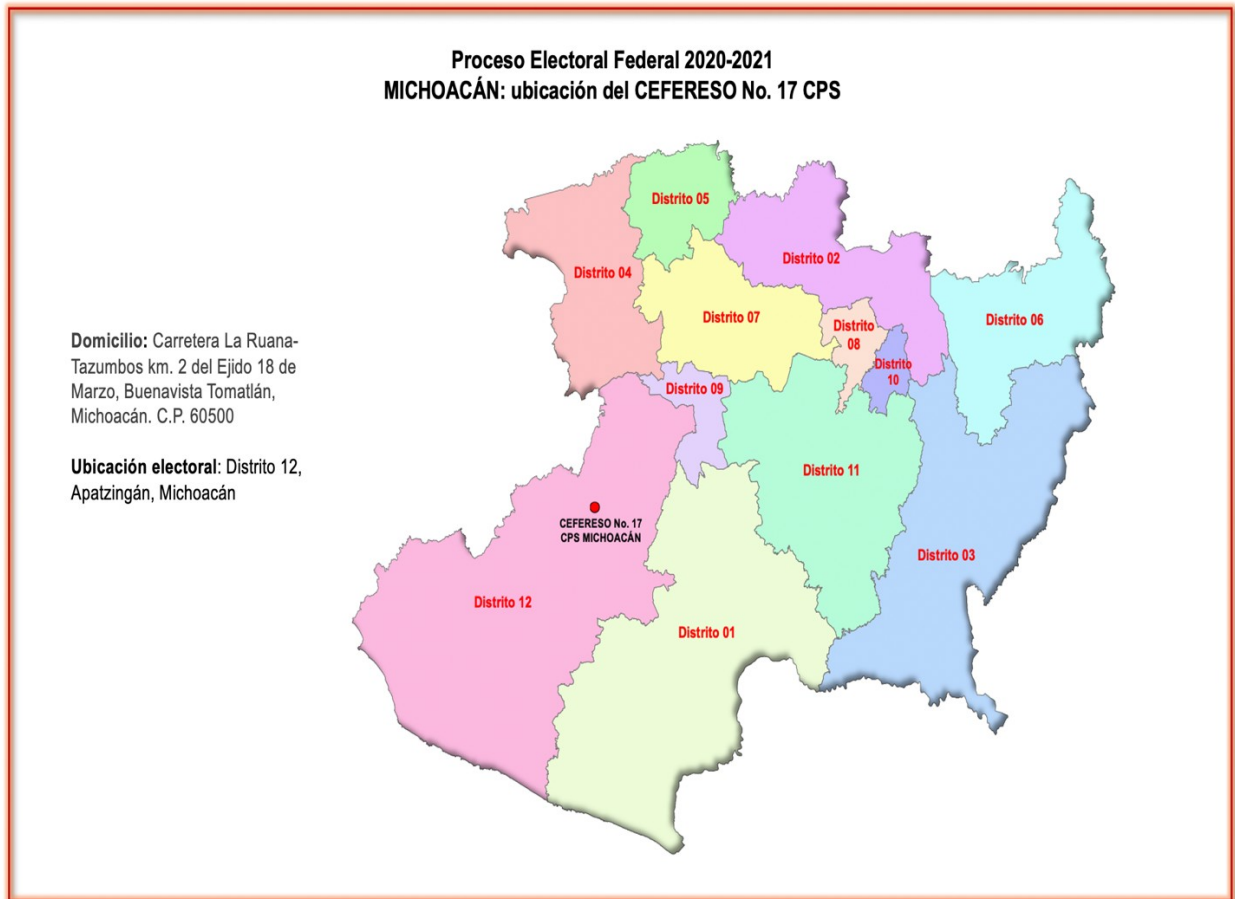 Proceso Electoral Federal 2020-2021
MICHOACÁN: ubicación del CEFERESO No. 17 CPS
Distrito 05
Distrito 02
Distrito 04
Distrito 07
Distrito
08
Distrito 06
Domicilio: Carretera La Ruana-
Tazumbos km. 2 del Ejido 18 de
Marzo, Buenavista Tomatlán,
Michoacán. C.P. 60500
Distrito 09
Distrito
10
Ubicación electoral: Distrito 12,
Apatzingán, Michoacán
Distrito 11
CEFERESO No. 17
CPS MICHOACÁN
Distrito 03
Distrito 12
Distrito 01